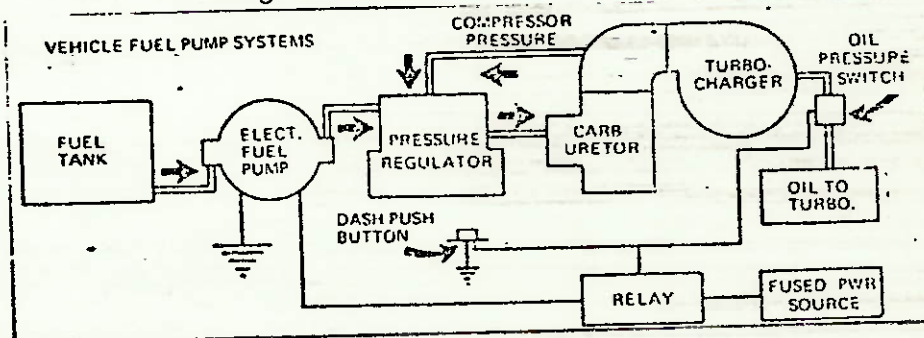 VEHICLE FUEL PUMP SYSTEMS
COMPRESSOR
PRESSURE
TURBO-
CHARGER
OIL
PRESSURE
SWITCH
FUEL
TANK
ELECT.
FUEL
PUMP
PRESSURE
REGULATOR
CARB
URETOR
OIL TO
TURBO.
DASH PUSH
BUTTON
RELAY
FUSED PWR
SOURCE